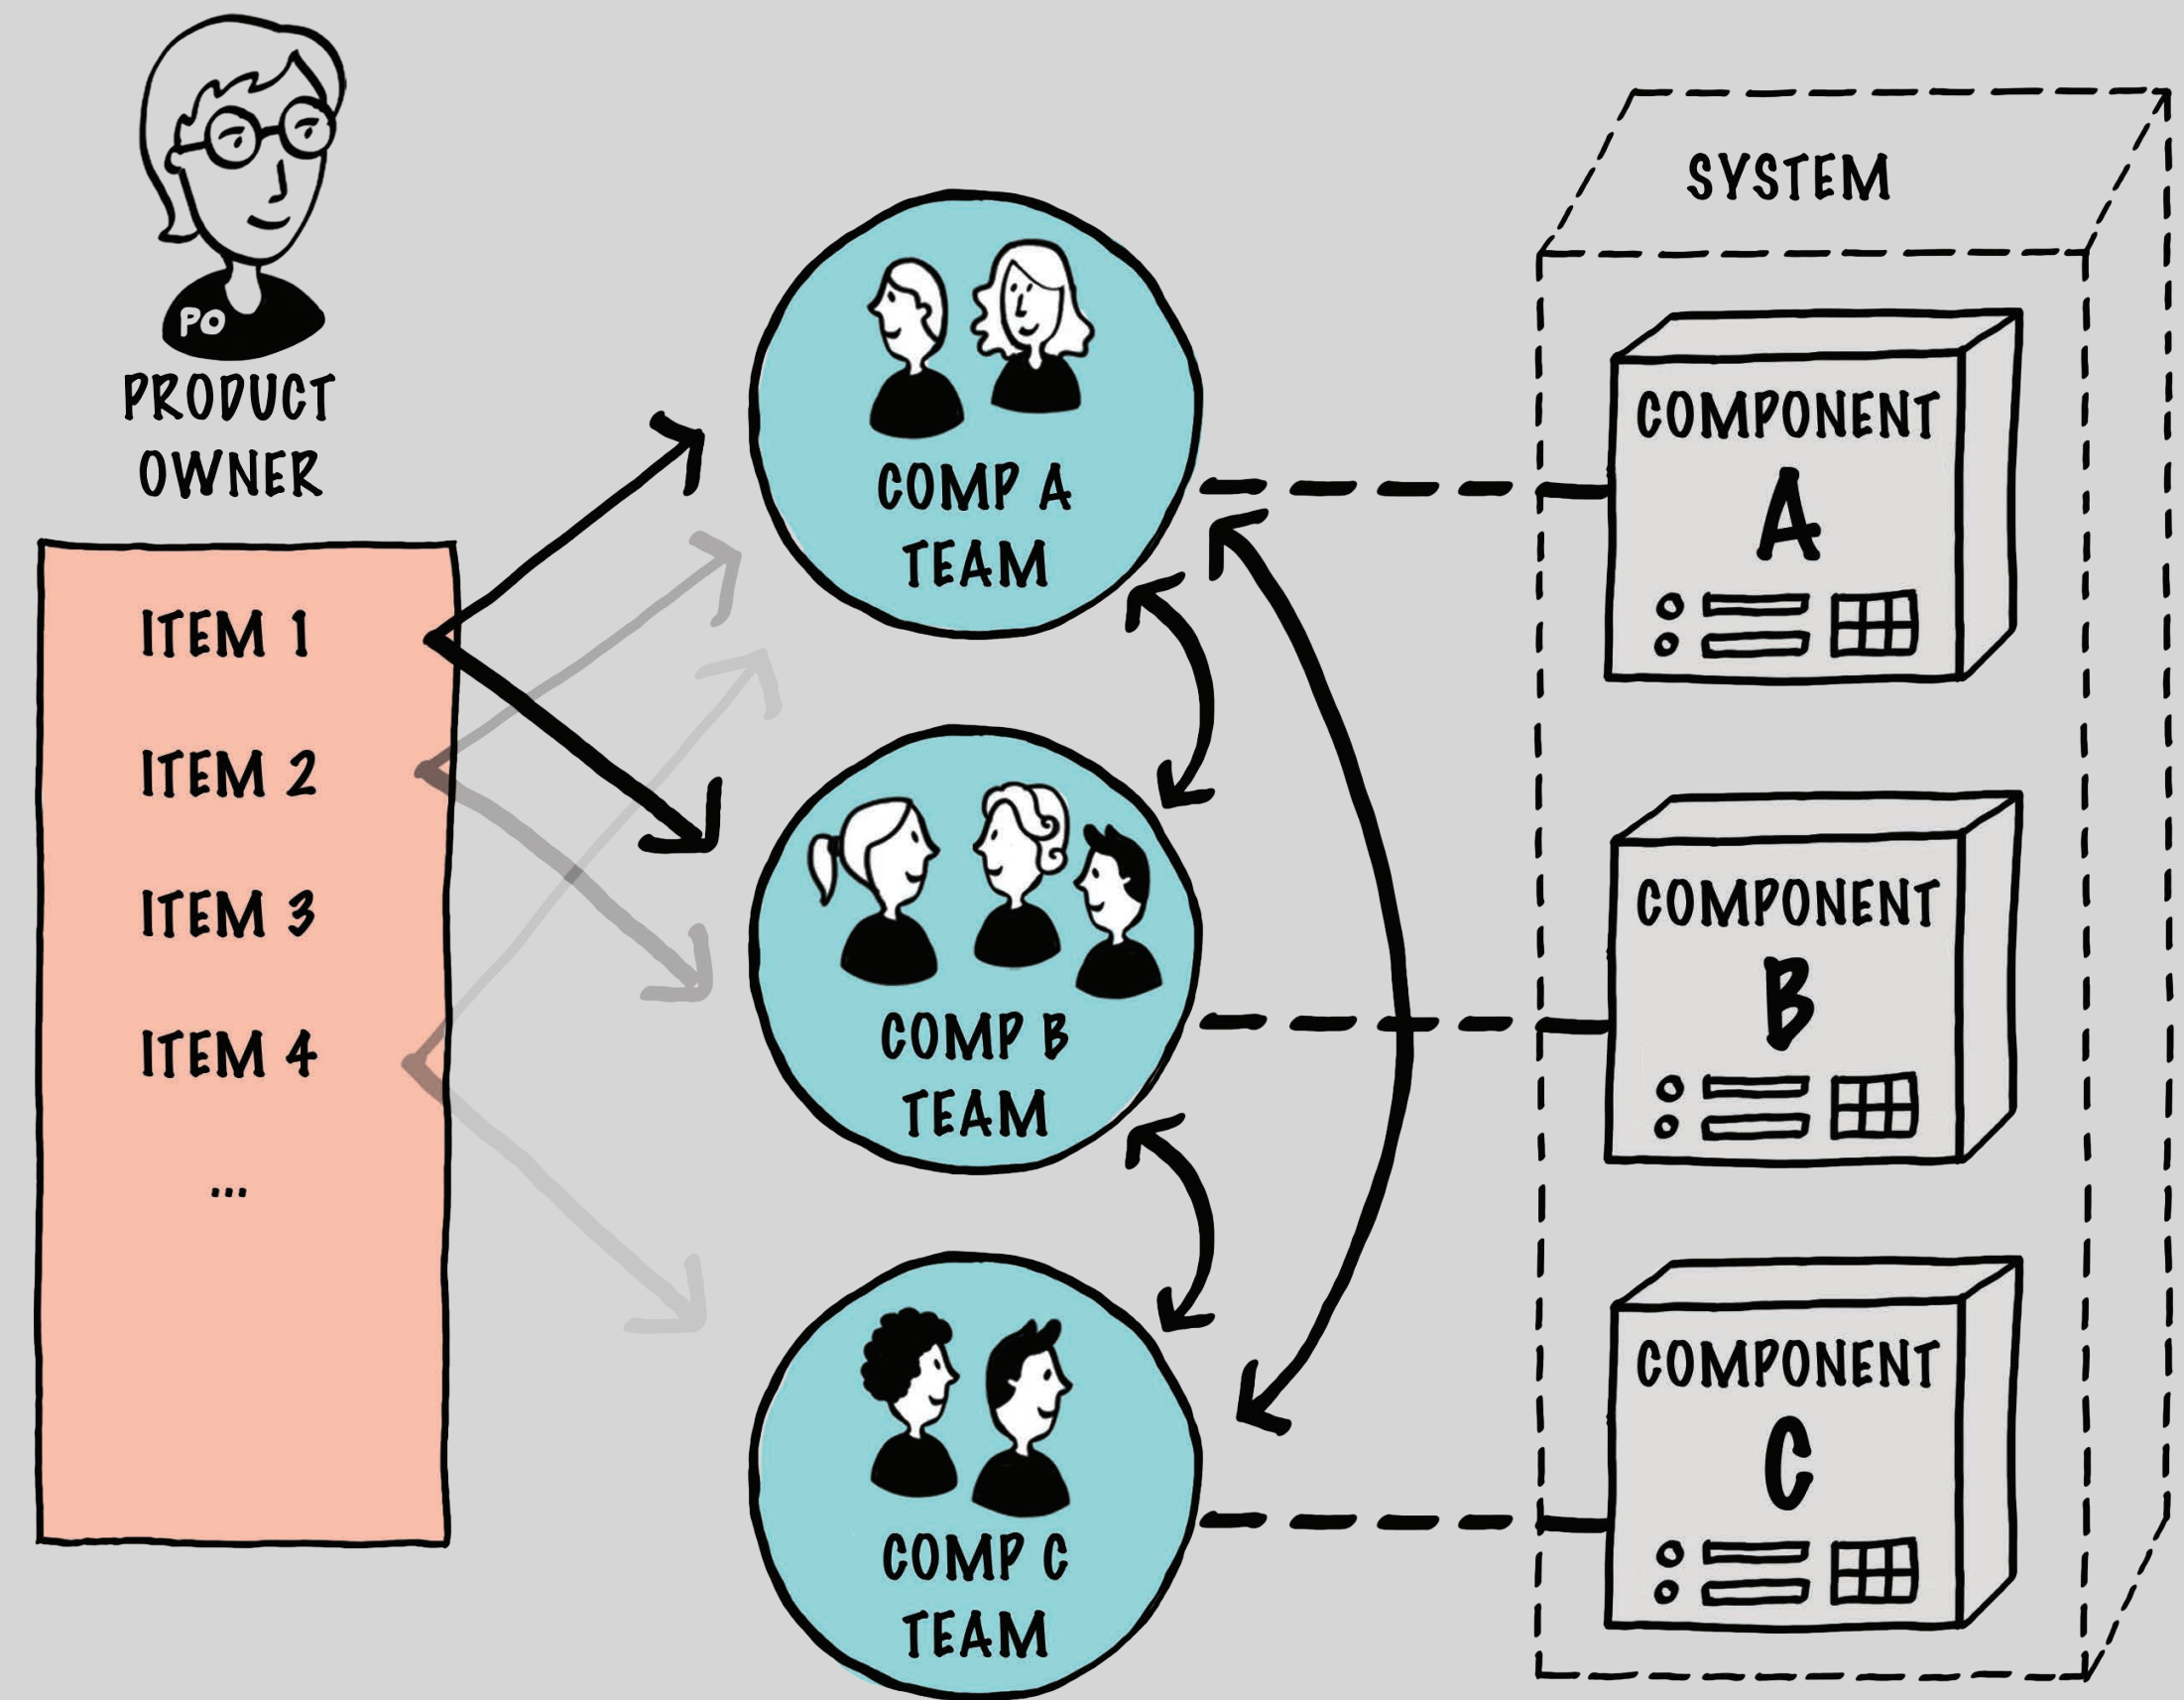 PO
PRODUCT
OWNER
ITEM 1
ITEM 2
ITEM 3
ITEM 4
...
COMP A
TEAM
COMP B
TEAM
COMP C
TEAM
SYSTEM
COMPONENT
A
COMPONENT
B
COMPONENT
C